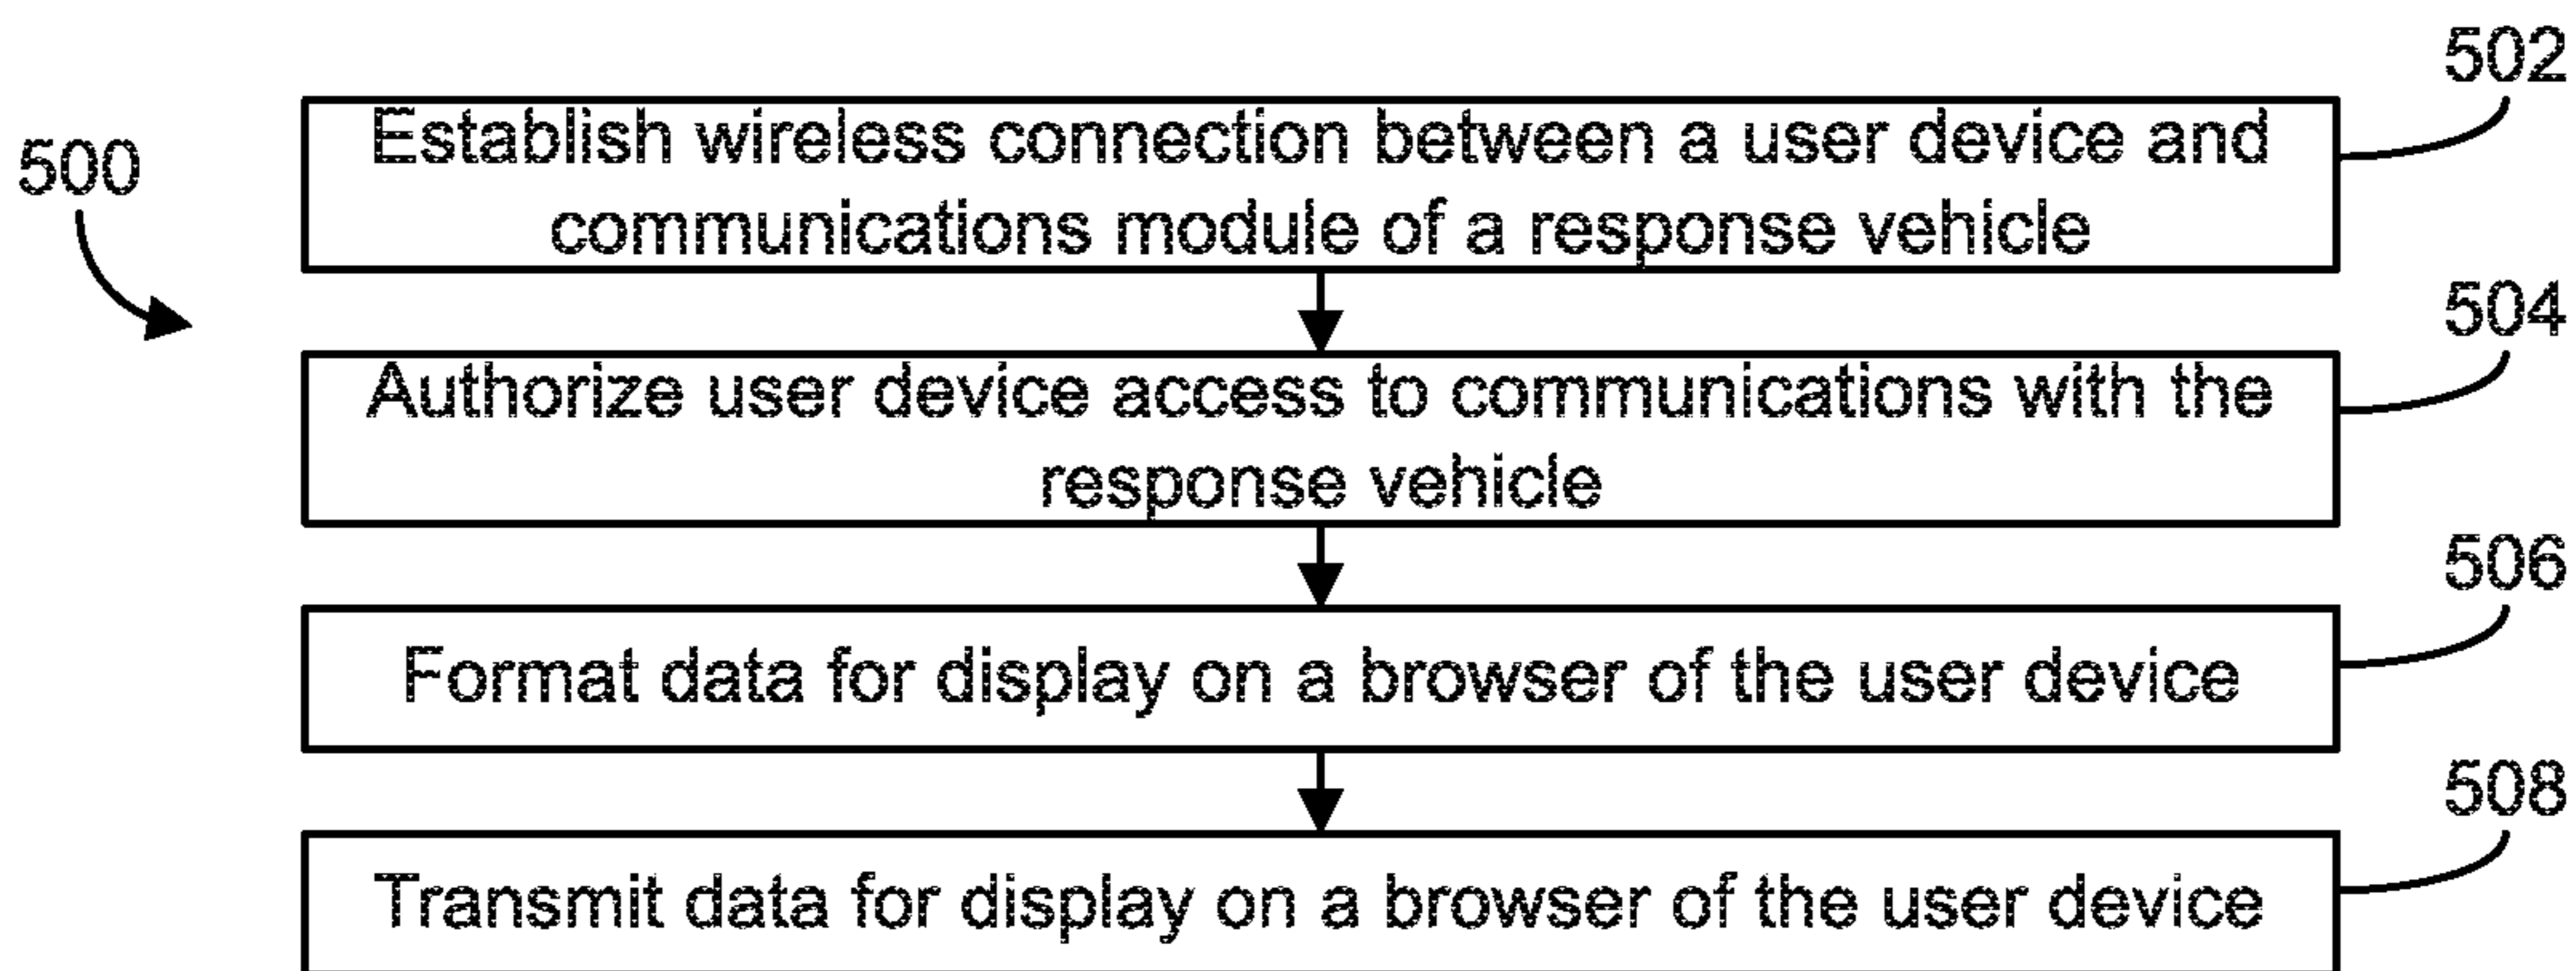 502
500
Establish wireless connection between a user device and
communications module of a response vehicle
504
Authorize user device access to communications with the
response vehicle
506
Format data for display on a browser of the user device
508
Transmit data for display on a browser of the user device